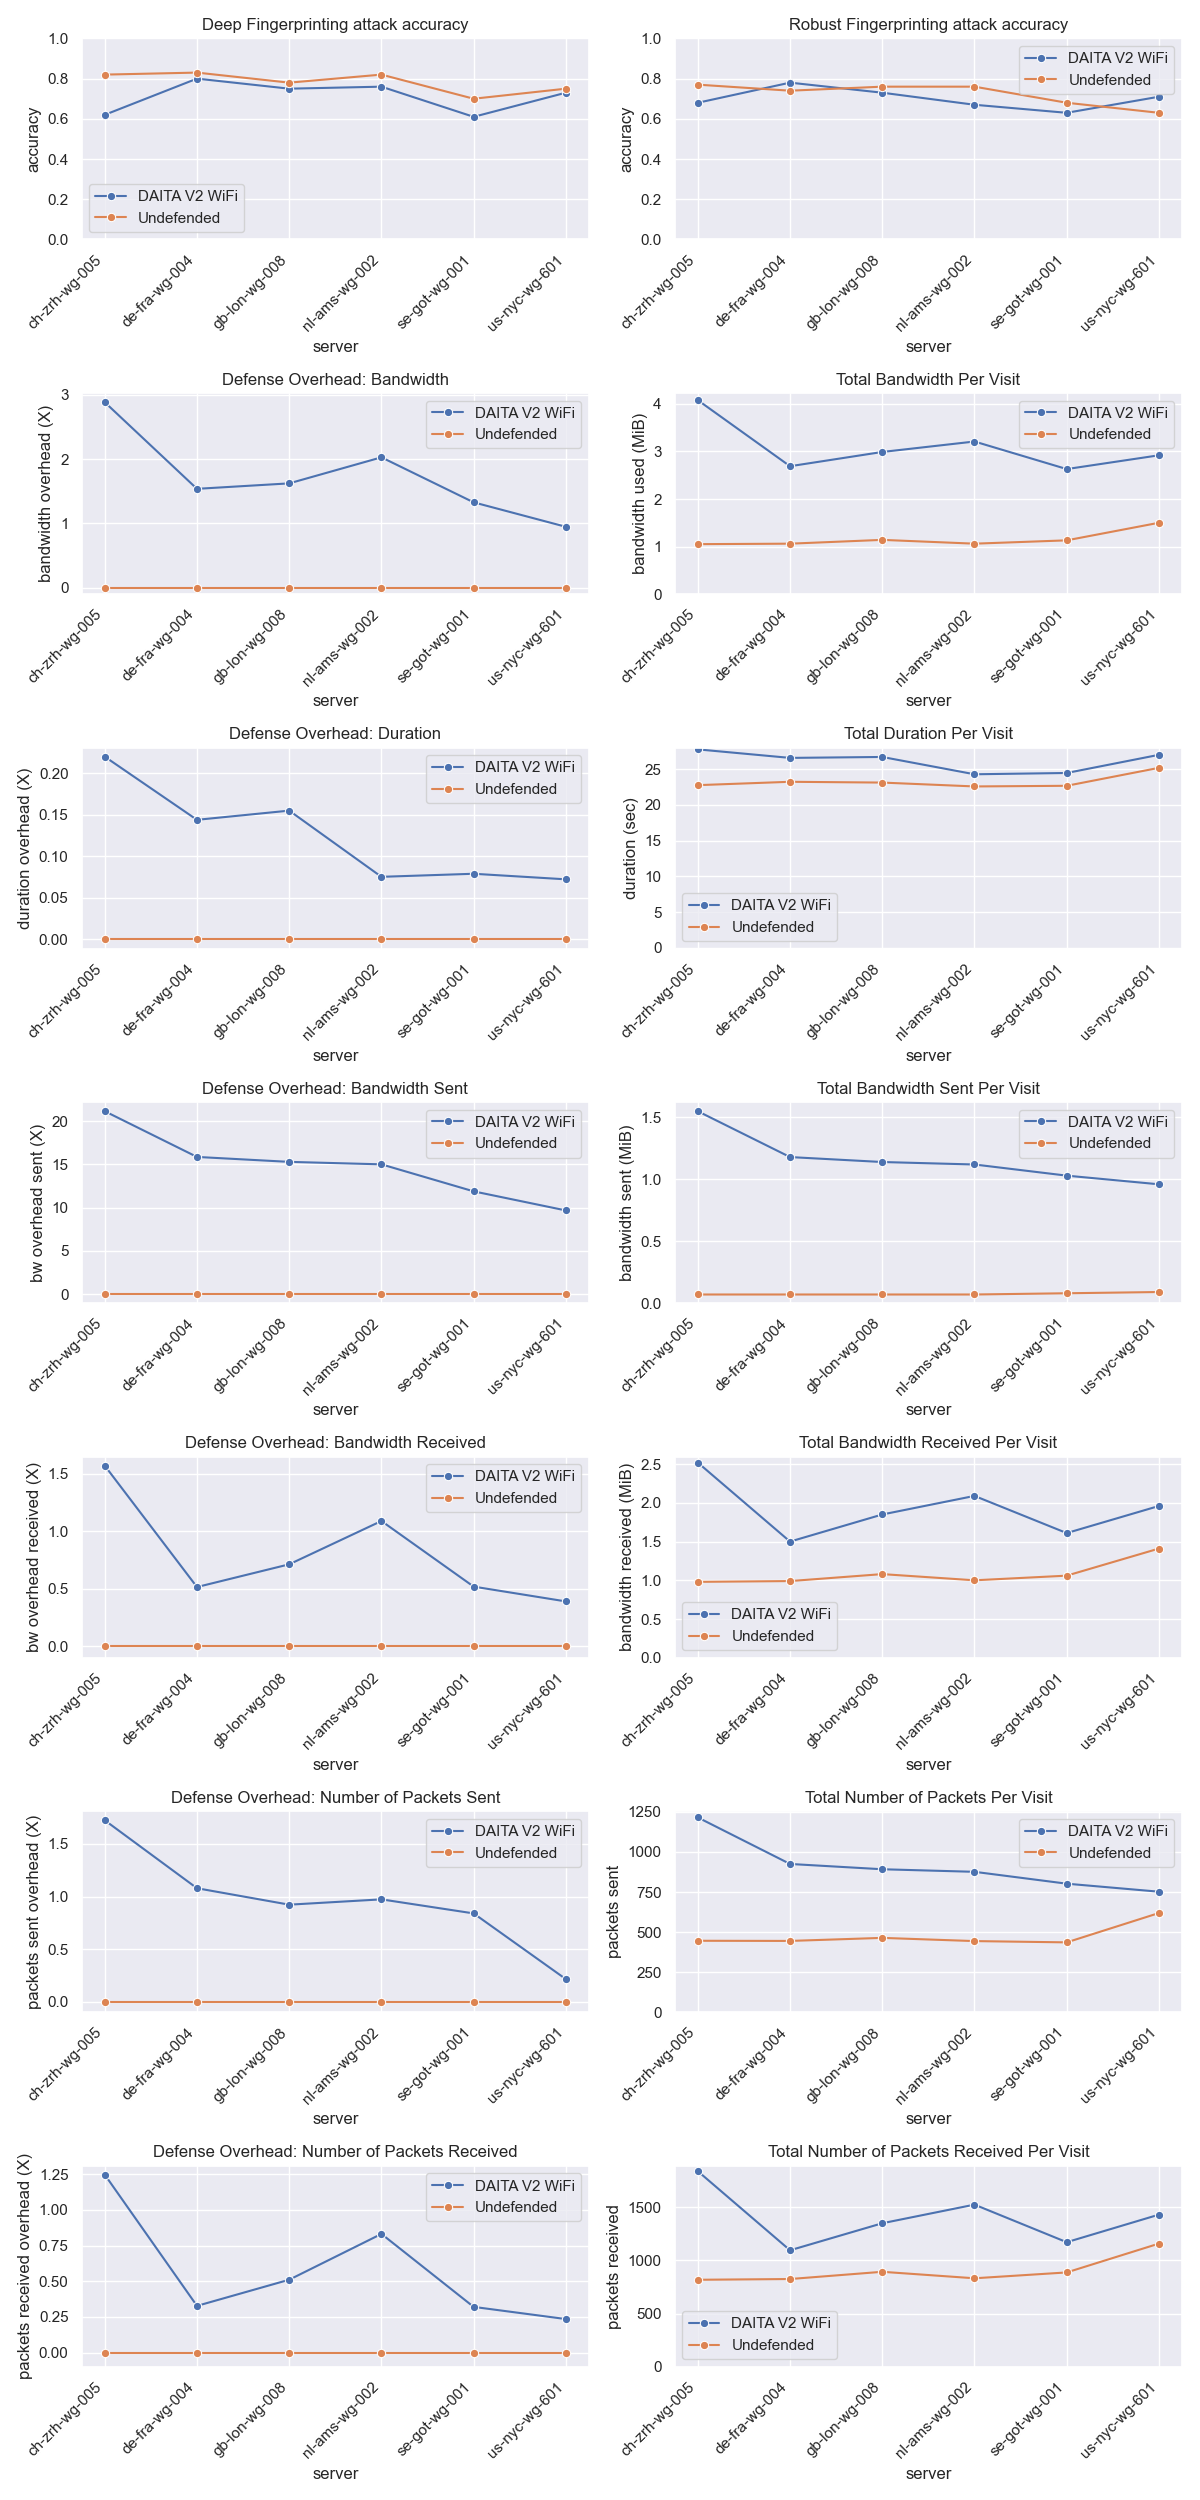 Deep Fingerprinting attack accuracy
accuracy
1.0
0.8
0.6
0.4
0.2
0.0
DAITA V2 WiFi
Undefended
ch-zrh-wg-005
de-fra-wg-004
gb-lon-wg-008
nl-ams-wg-002
se-got-wg-001
us-nyc-wg-601
server
Robust Fingerprinting attack accuracy
accuracy
1.0
0.8
0.6
0.4
0.2
0.0
DAITA V2 WiFi
Undefended
ch-zrh-wg-005
de-fra-wg-004
gb-lon-wg-008
nl-ams-wg-002
se-got-wg-001
us-nyc-wg-601
server
Defense Overhead: Bandwidth
bandwidth overhead (X)
3
2
1
0
DAITA V2 WiFi
Undefended
ch-zrh-wg-005
de-fra-wg-004
gb-lon-wg-008
nl-ams-wg-002
se-got-wg-001
us-nyc-wg-601
server
Total Bandwidth Per Visit
bandwidth used (MiB)
4
3
2
1
0
DAITA V2 WiFi
Undefended
ch-zrh-wg-005
de-fra-wg-004
gb-lon-wg-008
nl-ams-wg-002
se-got-wg-001
us-nyc-wg-601
server
Defense Overhead: Duration
duration overhead (X)
0.20
0.15
0.10
0.05
0.00
DAITA V2 WiFi
Undefended
ch-zrh-wg-005
de-fra-wg-004
gb-lon-wg-008
nl-ams-wg-002
se-got-wg-001
us-nyc-wg-601
server
Total Duration Per Visit
duration (sec)
25
20
15
10
5
0
DAITA V2 WiFi
Undefended
ch-zrh-wg-005
de-fra-wg-004
gb-lon-wg-008
nl-ams-wg-002
se-got-wg-001
us-nyc-wg-601
server
Defense Overhead: Bandwidth Sent
bw overhead sent (X)
20
15
10
5
0
DAITA V2 WiFi
Undefended
ch-zrh-wg-005
de-fra-wg-004
gb-lon-wg-008
nl-ams-wg-002
se-got-wg-001
us-nyc-wg-601
server
Total Bandwidth Sent Per Visit
bandwidth sent (MiB)
1.5
1.0
0.5
0.0
DAITA V2 WiFi
Undefended
ch-zrh-wg-005
de-fra-wg-004
gb-lon-wg-008
nl-ams-wg-002
se-got-wg-001
us-nyc-wg-601
server
Defense Overhead: Bandwidth Received
bw overhead received (X)
1.5
1.0
0.5
0.0
DAITA V2 WiFi
Undefended
ch-zrh-wg-005
de-fra-wg-004
gb-lon-wg-008
nl-ams-wg-002
se-got-wg-001
us-nyc-wg-601
server
Total Bandwidth Received Per Visit
bandwidth received (MiB)
2.5
2.0
1.5
1.0
0.5
0.0
DAITA V2 WiFi
Undefended
ch-zrh-wg-005
de-fra-wg-004
gb-lon-wg-008
nl-ams-wg-002
se-got-wg-001
us-nyc-wg-601
server
Defense Overhead: Number of Packets Sent
packets sent overhead (X)
1.5
1.0
0.5
0.0
DAITA V2 WiFi
Undefended
ch-zrh-wg-005
de-fra-wg-004
gb-lon-wg-008
nl-ams-wg-002
se-got-wg-001
us-nyc-wg-601
server
Total Number of Packets Per Visit
packets sent
1250
1000
750
500
250
0
DAITA V2 WiFi
Undefended
ch-zrh-wg-005
de-fra-wg-004
gb-lon-wg-008
nl-ams-wg-002
se-got-wg-001
us-nyc-wg-601
server
Defense Overhead: Number of Packets Received
packets received overhead (X)
1.25
1.00
0.75
0.50
0.25
0.00
DAITA V2 WiFi
Undefended
ch-zrh-wg-005
de-fra-wg-004
gb-lon-wg-008
nl-ams-wg-002
se-got-wg-001
us-nyc-wg-601
server
Total Number of Packets Received Per Visit
packets received
1500
1000
500
0
DAITA V2 WiFi
Undefended
ch-zrh-wg-005
de-fra-wg-004
gb-lon-wg-008
nl-ams-wg-002
se-got-wg-001
us-nyc-wg-601
server